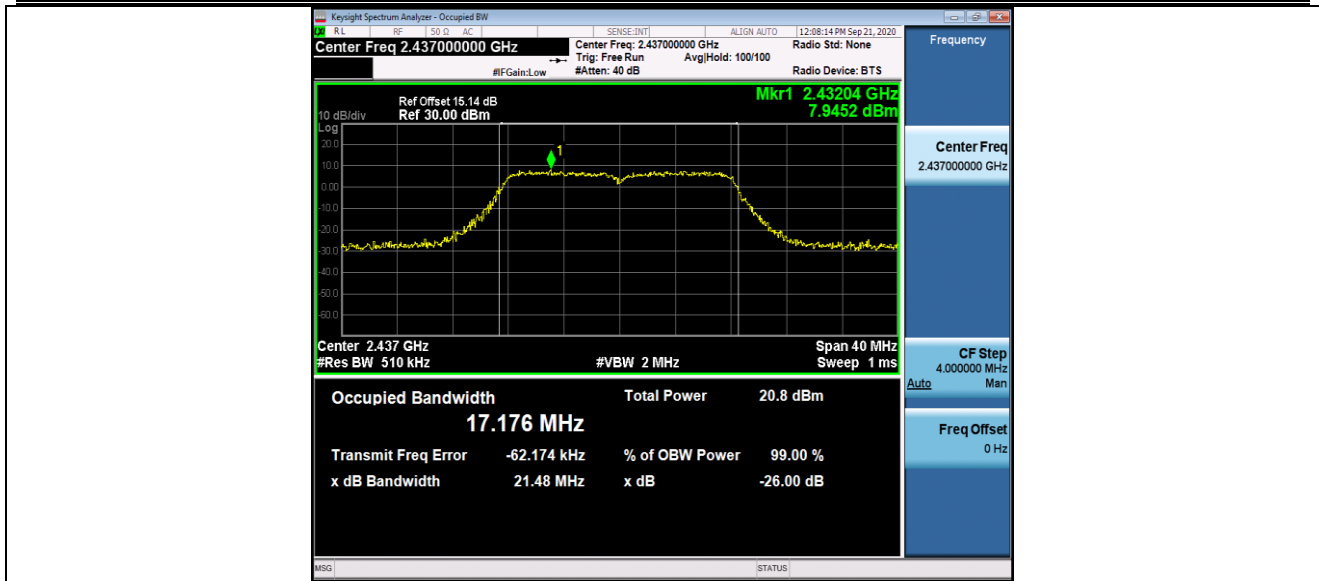 Keysight Spectrum Analyzer - Occupied BW
RL RF 50 Ω AC SENSE:INT ALIGN AUTO 12:08:14 PM Sep 21, 2020
Center Freq 2.437000000 GHz
Center Freq: 2.437000000 GHz Radio Std: None
Trig: Free Run Avg|Hold: 100/100
#IFGain:Low #Atten: 40 dB Radio Device: BTS
Mkr1 2.43204 GHz
7.9452 dBm
Ref Offset 15.14 dB
10 dB/div Ref 30.00 dBm
Log
20.0
1
10.0
0.00
-10.0
-20.0
-30.0
-40.0
-50.0
-60.0
Center 2.437 GHz Span 40 MHz
#Res BW 510 kHz #VBW 2 MHz Sweep 1 ms
Occupied Bandwidth Total Power 20.8 dBm
17.176 MHz
Transmit Freq Error -62.174 kHz % of OBW Power 99.00 %
x dB Bandwidth 21.48 MHz x dB -26.00 dB
MSG STATUS
Frequency
Center Freq
2.437000000 GHz
CF Step
4.000000 MHz
Auto Man
Freq Offset
0 Hz